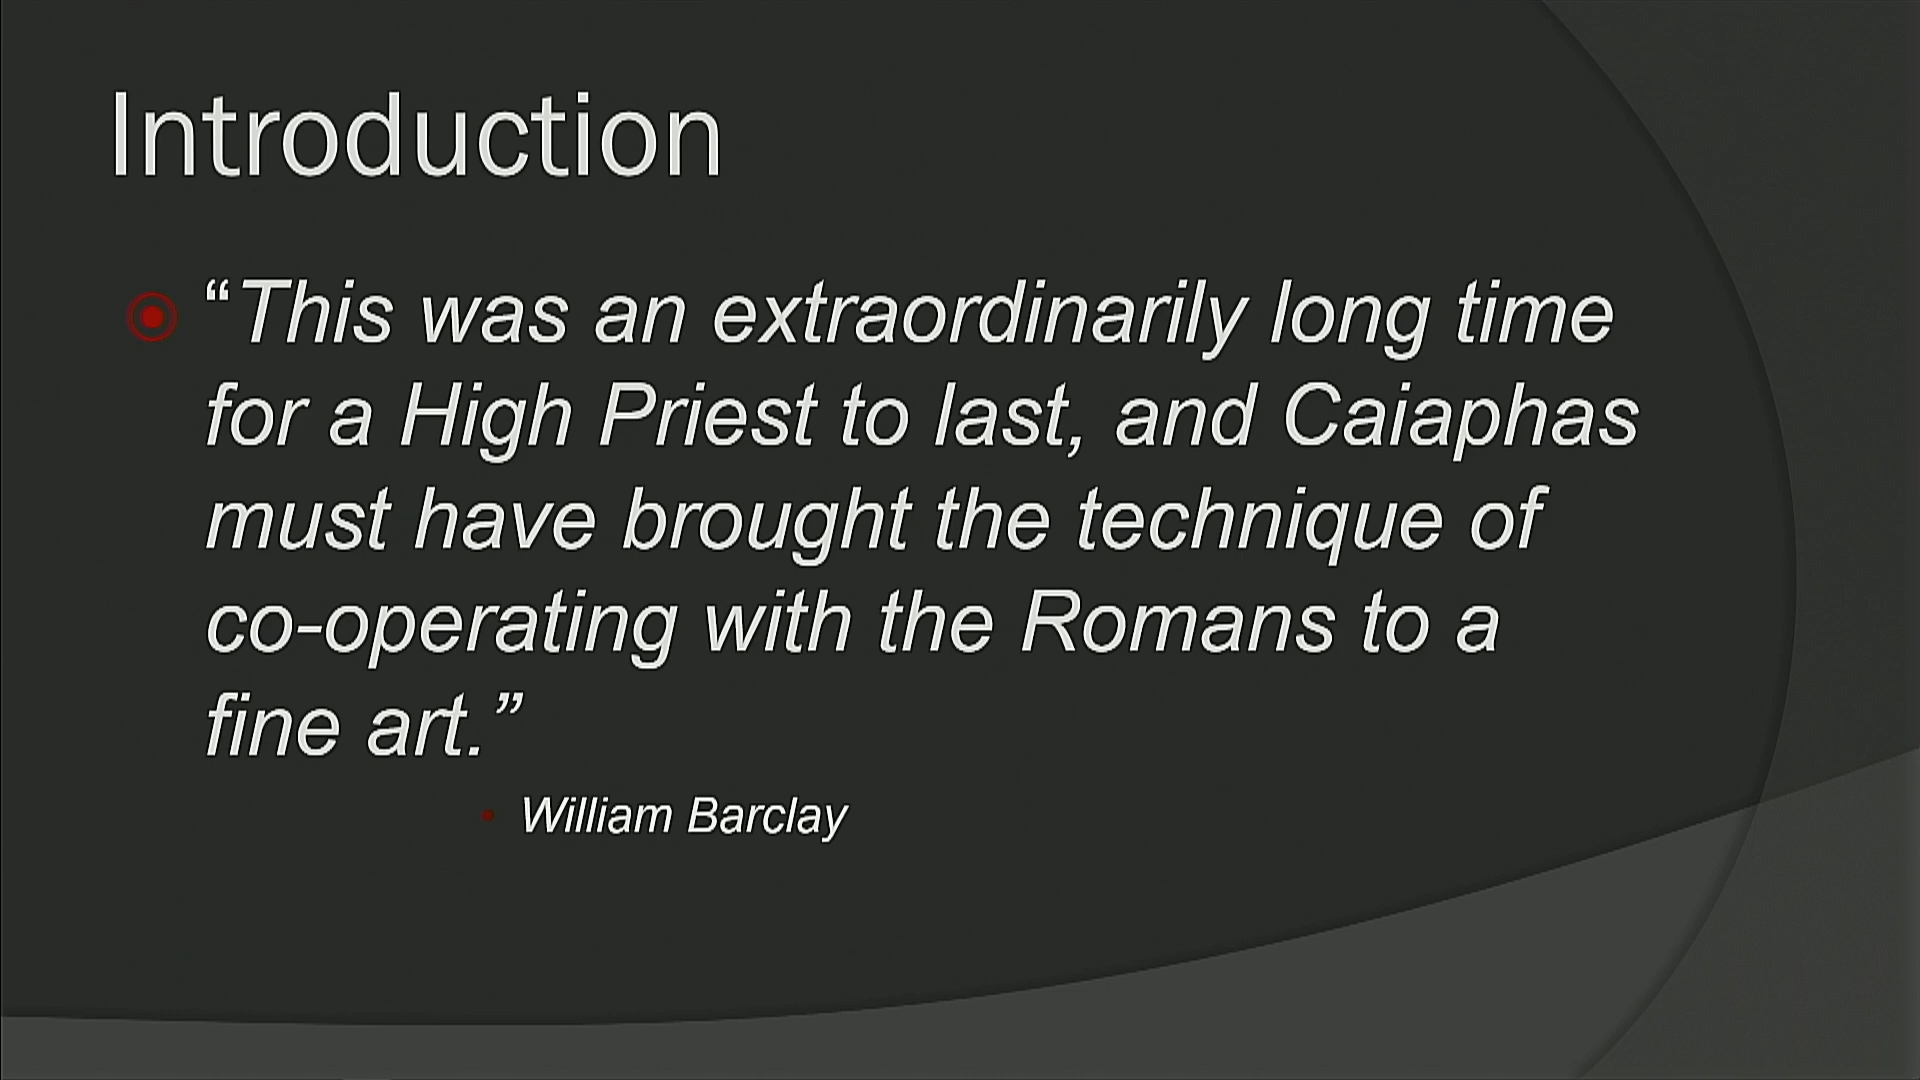 Introduction
“This was an extraordinarily long time
for a High Priest to last, and Caiaphas
must have brought the technique of
co-operating with the Romans to a
fine art.”
William Barclay